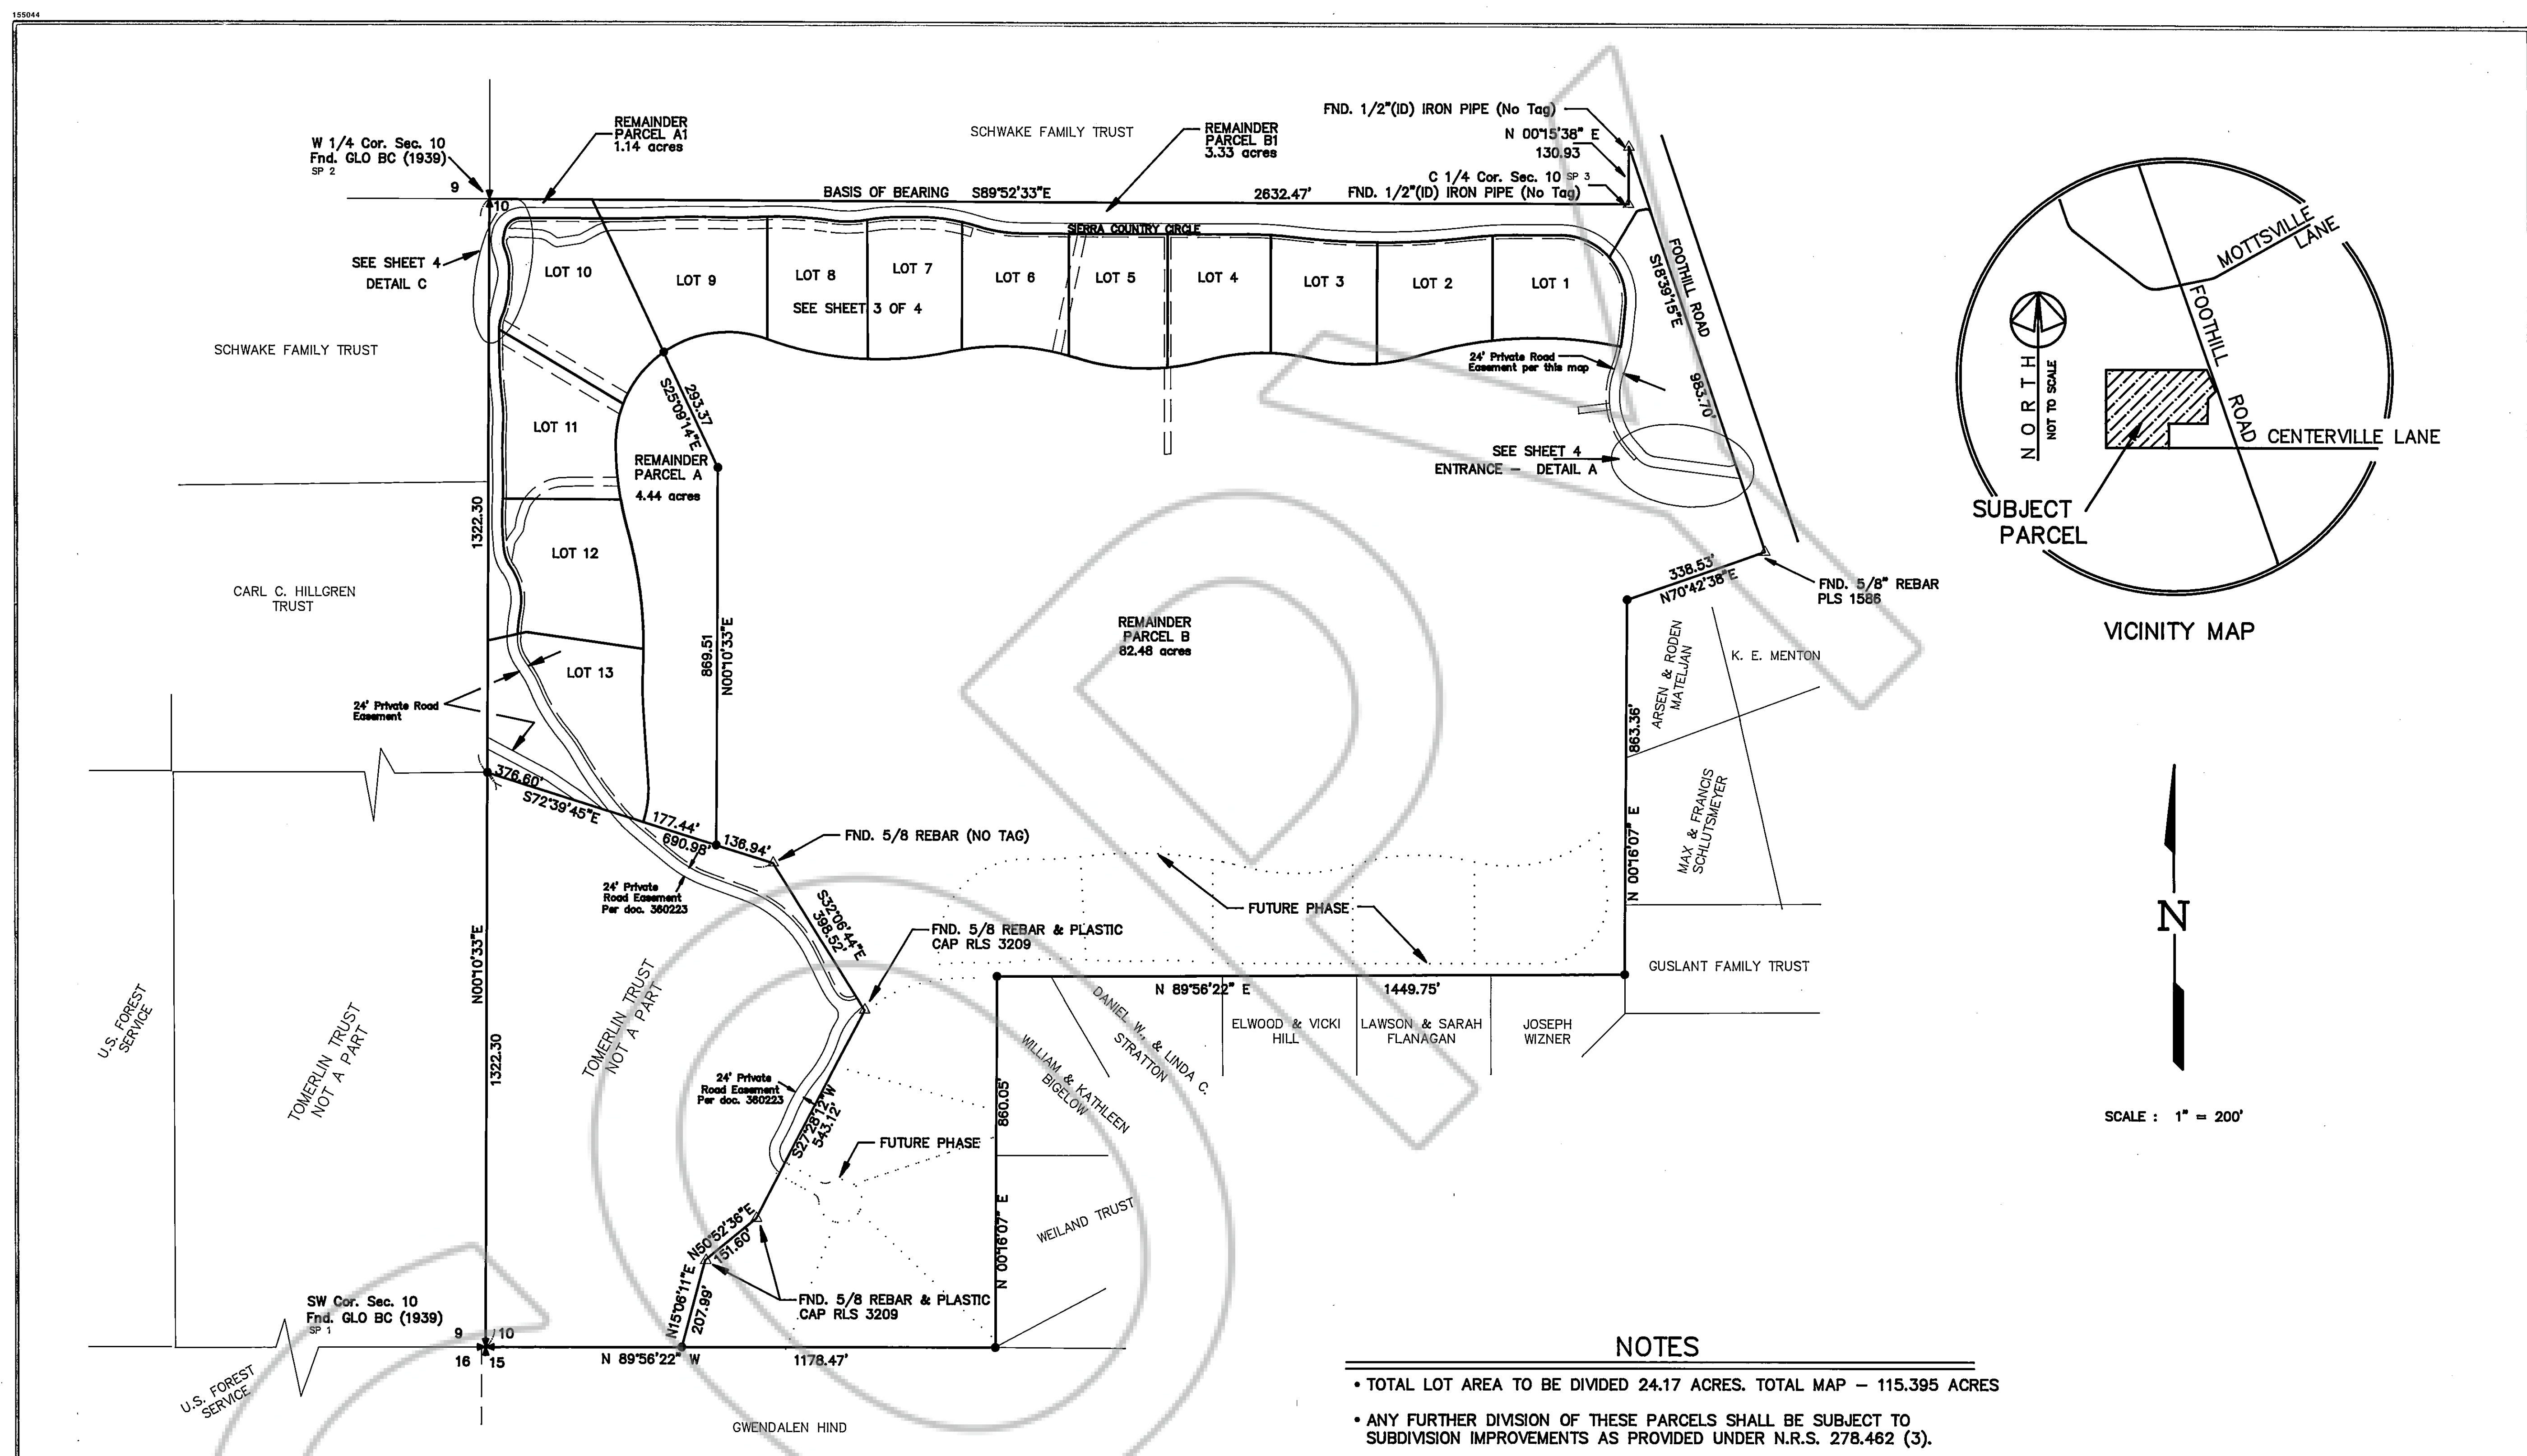 155044
FND. 1/2"(ID) IRON PIPE (No Tag)
N 00°15'38" E
130.93
REMAINDER
PARCEL A1
1.14 acres
SCHWAKE FAMILY TRUST
REMAINDER
PARCEL B1
3.33 acres
W 1/4 Cor. Sec. 10
Fnd. GLO BC (1939)
SP 2
9
10
C 1/4 Cor. Sec. 10 SP 3
FND. 1/2"(ID) IRON PIPE (No Tag)
BASIS OF BEARING S89°52'33"E 2632.47'
SIERRA COUNTRY CIRCLE
SEE SHEET 4
DETAIL C
LOT 10
LOT 9
LOT 8
LOT 7
LOT 6
LOT 5
LOT 4
LOT 3
LOT 2
LOT 1
SEE SHEET 3 OF 4
FOOTHILL ROAD
S18°39'15"E
983.70'
SCHWAKE FAMILY TRUST
24' Private Road
Easement per this map
293.37
S25°09'14"E
LOT 11
REMAINDER
PARCEL A
4.44 acres
SEE SHEET 4
ENTRANCE - DETAIL A
1322.30
LOT 12
CARL C. HILLGREN
TRUST
338.53'
N70°42'38"E
FND. 5/8" REBAR
PLS 1586
REMAINDER
PARCEL B
82.48 acres
869.51
N00°10'33"E
ARSEN & RODEN
MATELJAN
K. E. MENTON
LOT 13
24' Private Road
Easement
863.36'
N 00°16'07" E
MAX & FRANCIS
SCHLUTSMEYER
376.60'
S72°39'45"E
177.44'
690.98'
136.94'
FND. 5/8 REBAR (NO TAG)
24' Private
Road Easement
Per doc. 360223
S32°06'44"E
398.52'
FUTURE PHASE
FND. 5/8 REBAR & PLASTIC
CAP RLS 3209
N00°10'33"E
GUSLANT FAMILY TRUST
N 89°56'22" E 1449.75'
U.S. FOREST
SERVICE
TOMERLIN TRUST
NOT A PART
TOMERLIN TRUST
NOT A PART
DANIEL W., & LINDA C.
STRATTON
ELWOOD & VICKI
HILL
LAWSON & SARAH
FLANAGAN
JOSEPH
WIZNER
WILLIAM & KATHLEEN
BIGELOW
1322.30
24' Private
Road Easement
Per doc. 360223
S27°28'12"W
543.12'
860.05'
FUTURE PHASE
N 00°16'07" E
WEILAND TRUST
N50°52'36"E
151.60'
N15°06'11"E
207.99'
FND. 5/8 REBAR & PLASTIC
CAP RLS 3209
SW Cor. Sec. 10
Fnd. GLO BC (1939)
SP 1
9
10
16
15
N 89°56'22" W 1178.47'
U.S. FOREST
SERVICE
GWENDALEN HIND
MOTTSVILLE
LANE
FOOTHILL
ROAD
NORTH
NOT TO SCALE
CENTERVILLE LANE
SUBJECT
PARCEL
VICINITY MAP
N
SCALE : 1" = 200'
NOTES
• TOTAL LOT AREA TO BE DIVIDED 24.17 ACRES. TOTAL MAP - 115.395 ACRES
• ANY FURTHER DIVISION OF THESE PARCELS SHALL BE SUBJECT TO
SUBDIVISION IMPROVEMENTS AS PROVIDED UNDER N.R.S. 278.462 (3).